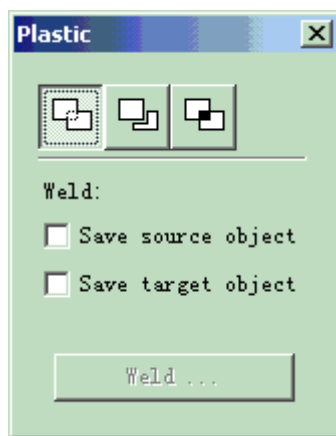 Plastic
Weld:
Save source object
Save target object
Weld ...